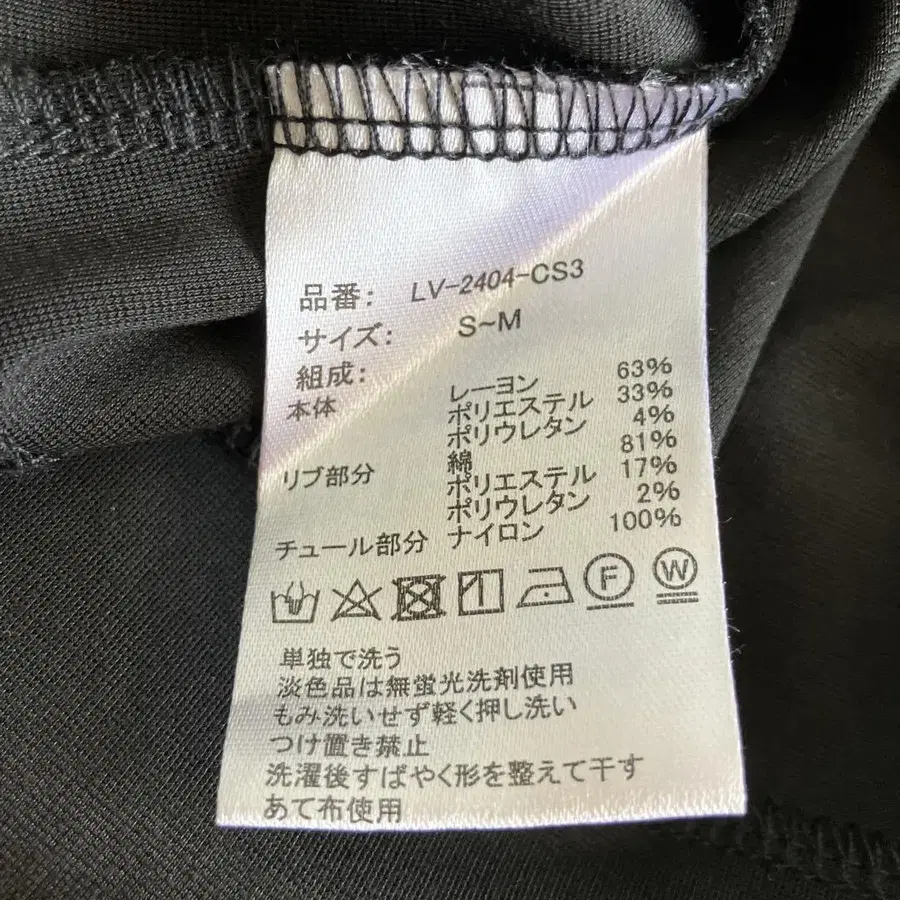 品番: LV-2404-CS3
サイズ: S~M
組成:
本体 レーヨン 63%
ポリエステル 33%
ポリウレタン 4%
リブ部分 綿 81%
ポリエステル 17%
ポリウレタン 2%
チュール部分 ナイロン 100%
F W
単独で洗う
淡色品は無蛍光洗剤使用
もみ洗いせず軽く押し洗い
つけ置き禁止
洗濯後すばやく形を整えて干す
あて布使用